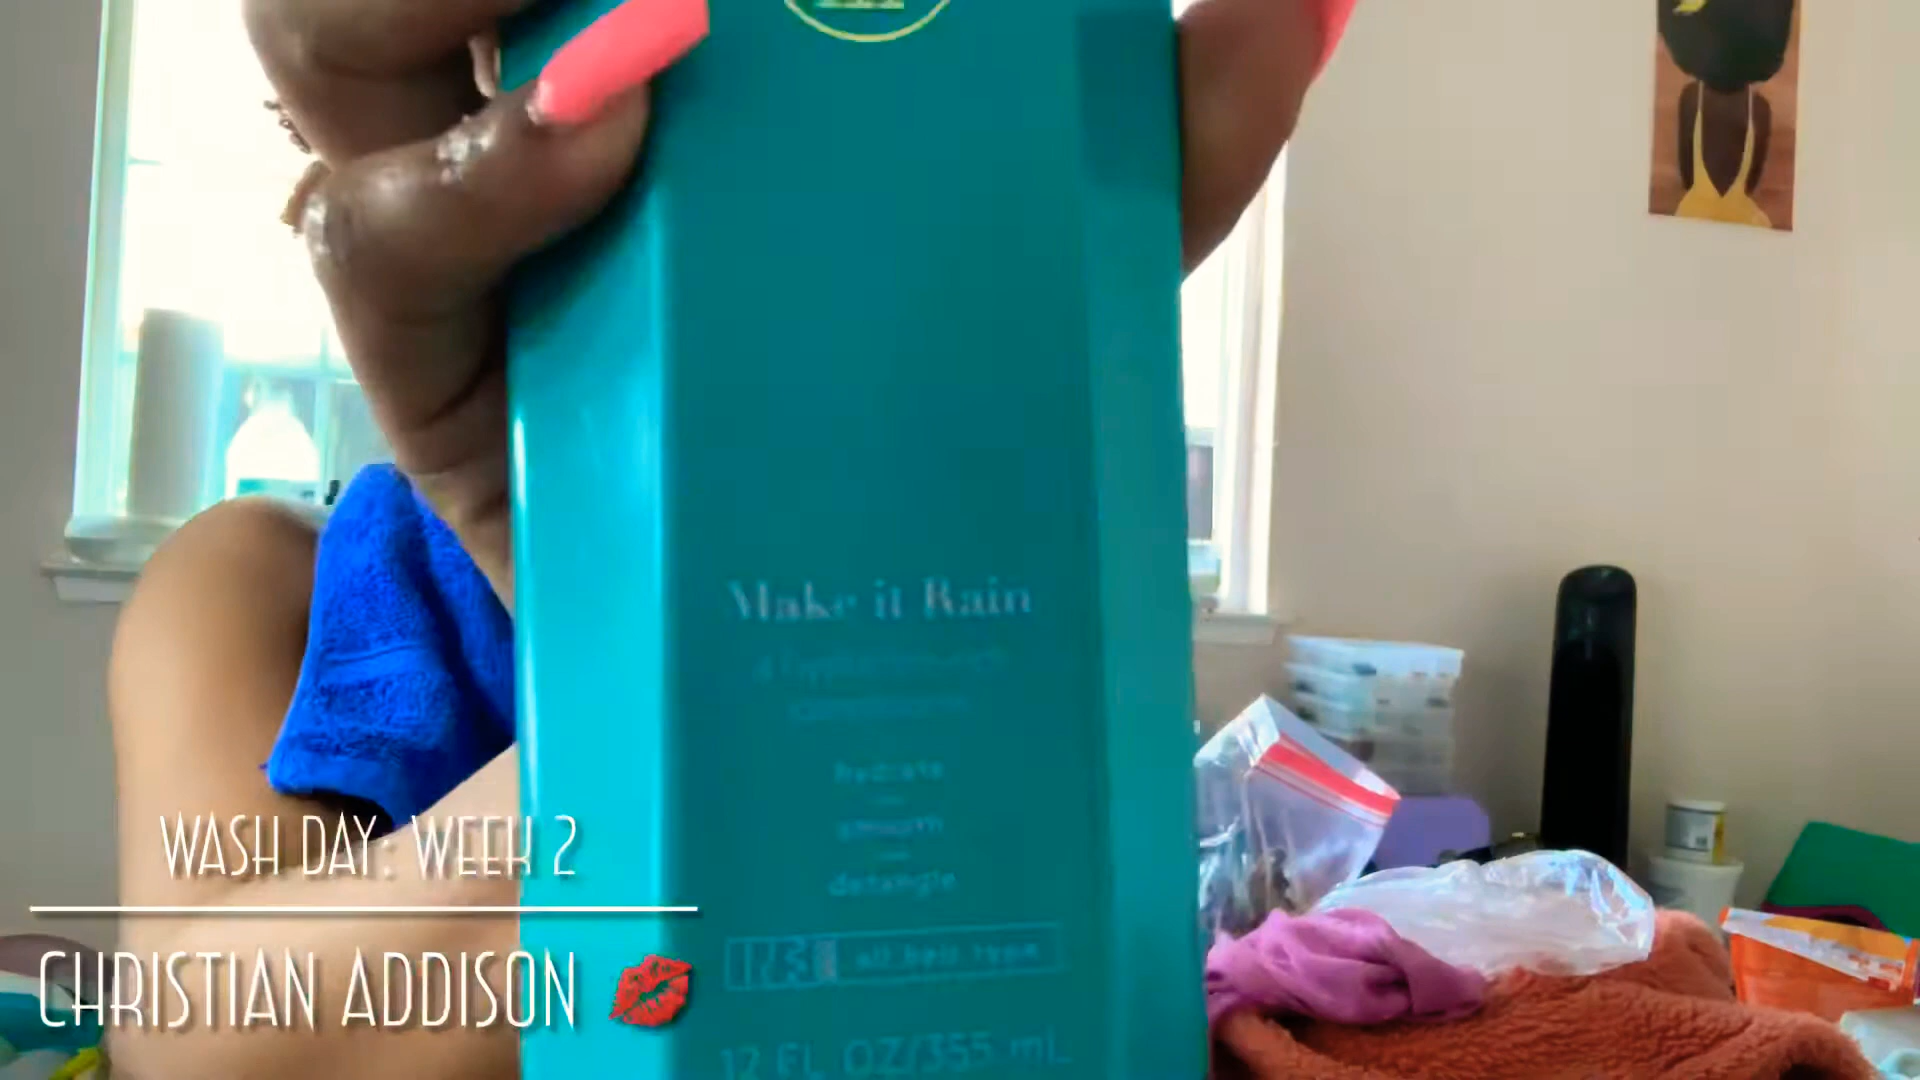 Make it Rain
hydrate
smooth
detangle
all hair types
12 FL OZ/355 mL
WASH DAY: WEEK 2
CHRISTIAN ADDISON